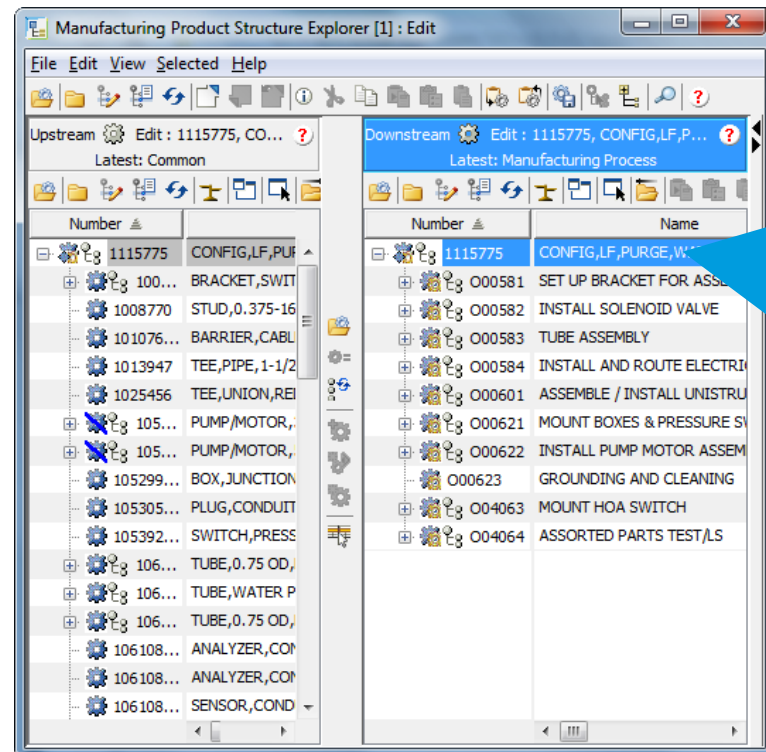 Manufacturing Product Structure Explorer [1] : Edit
File Edit View Selected Help
Upstream Edit : 1115775, CO... ?
Latest: Common
Number
1115775 CONFIG,LF,PUR
100... BRACKET,SWIT
1008770 STUD,0.375-16
101076... BARRIER,CABL
1013947 TEE,PIPE,1-1/2
1025456 TEE,UNION,REI
105... PUMP/MOTOR,
105... PUMP/MOTOR,
105299... BOX,JUNCTION
105305... PLUG,CONDUIT
105392... SWITCH,PRESS
106... TUBE,0.75 OD,
106... TUBE,WATER P
106... TUBE,0.75 OD,
106108... ANALYZER,CON
106108... ANALYZER,CON
106108... SENSOR,COND
Downstream Edit : 1115775, CONFIG,LF,P... ?
Latest: Manufacturing Process
Number Name
1115775 CONFIG,LF,PURGE,WA
O00581 SET UP BRACKET FOR ASSE
O00582 INSTALL SOLENOID VALVE
O00583 TUBE ASSEMBLY
O00584 INSTALL AND ROUTE ELECTRI
O00601 ASSEMBLE / INSTALL UNISTRU
O00621 MOUNT BOXES & PRESSURE SW
O00622 INSTALL PUMP MOTOR ASSEM
O00623 GROUNDING AND CLEANING
O04063 MOUNT HOA SWITCH
O04064 ASSORTED PARTS TEST/LS